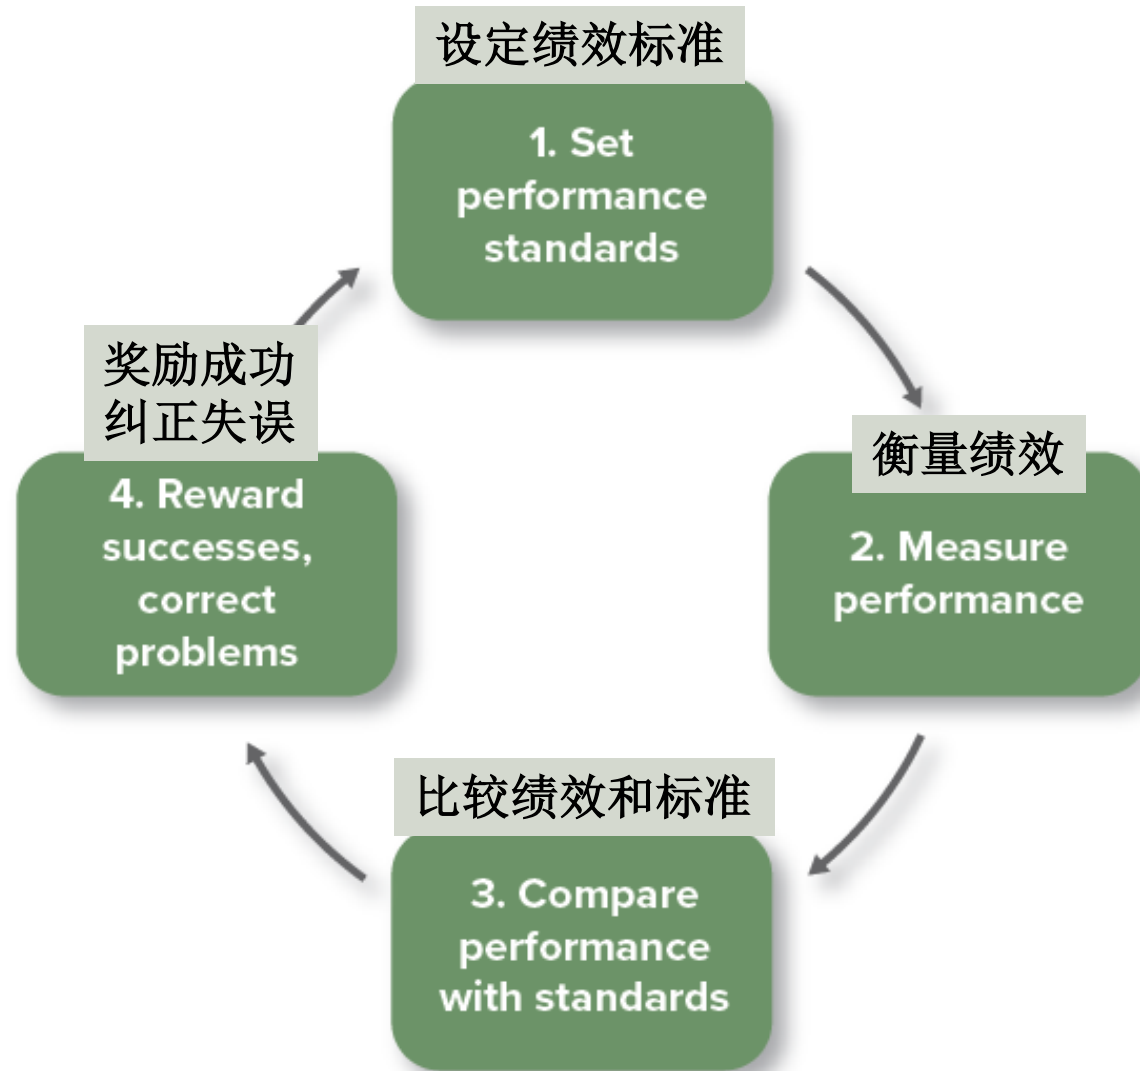 设定绩效标准
1. Set
performance
standards
衡量绩效
2. Measure
performance
比较绩效和标准
3. Compare
performance
with standards
奖励成功
纠正失误
4. Reward
successes,
correct
problems